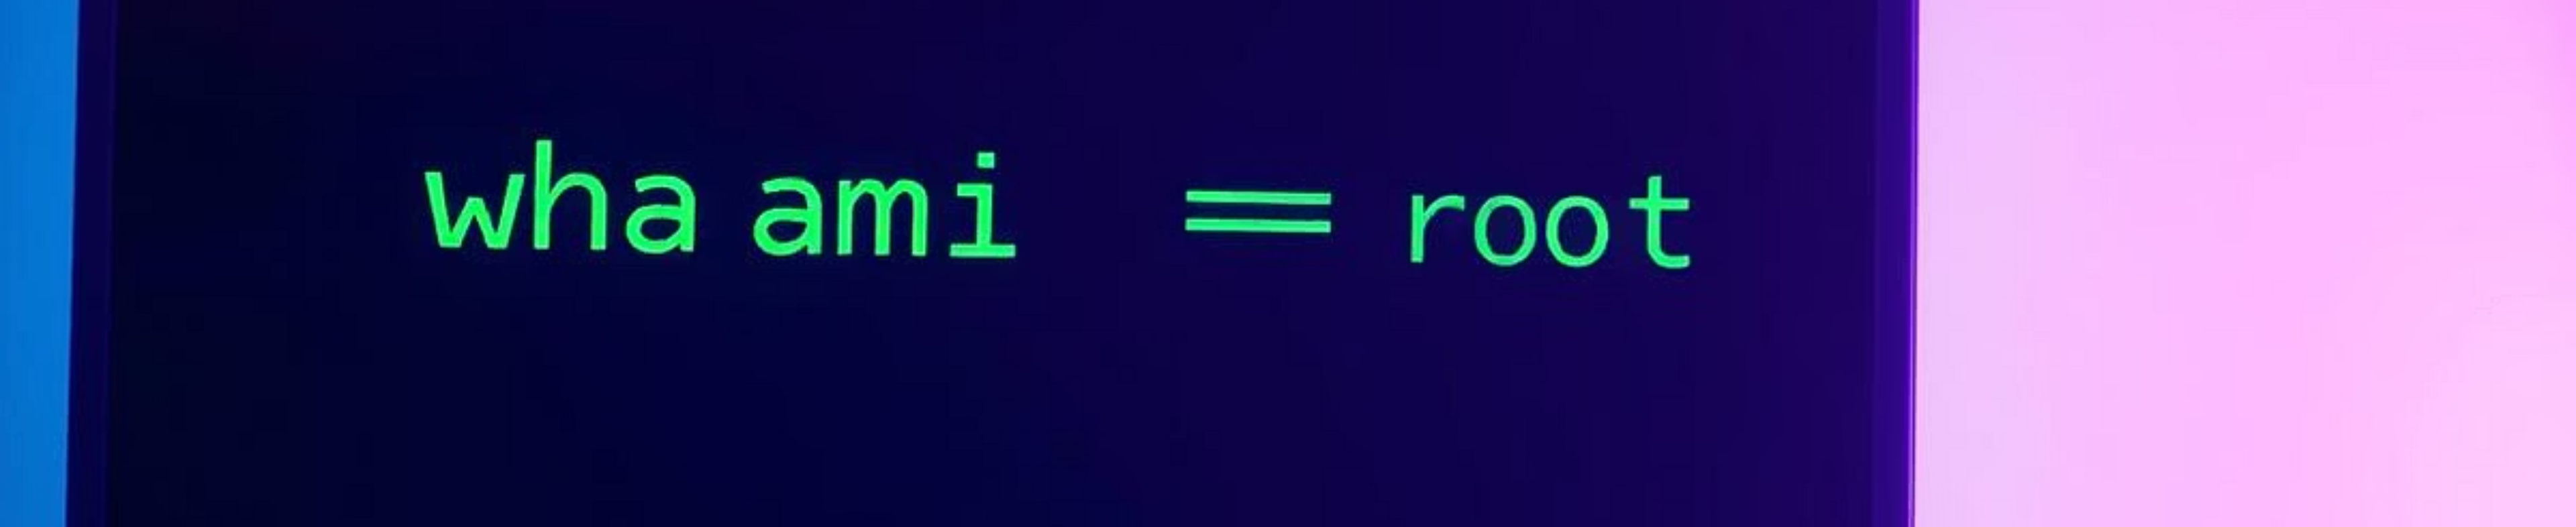 wha ami == root